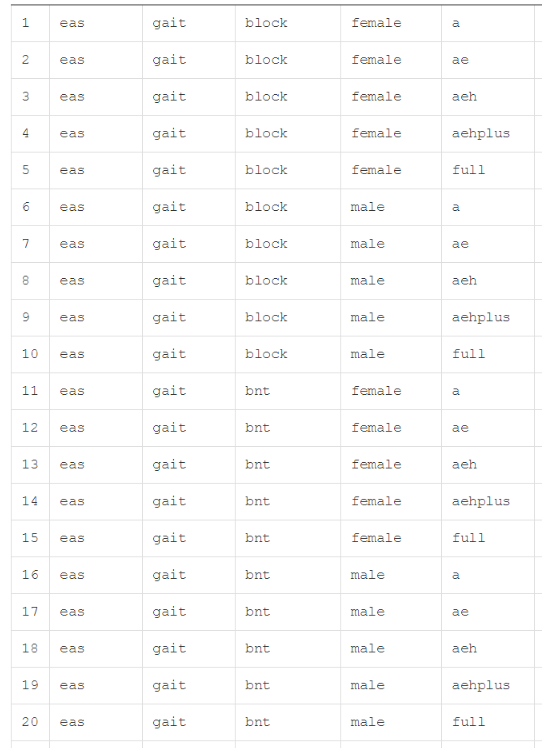 1 eas gait block female a
2 eas gait block female ae
3 eas gait block female aeh
4 eas gait block female aehplus
5 eas gait block female full
6 eas gait block male a
7 eas gait block male ae
8 eas gait block male aeh
9 eas gait block male aehplus
10 eas gait block male full
11 eas gait bnt female a
12 eas gait bnt female ae
13 eas gait bnt female aeh
14 eas gait bnt female aehplus
15 eas gait bnt female full
16 eas gait bnt male a
17 eas gait bnt male ae
18 eas gait bnt male aeh
19 eas gait bnt male aehplus
20 eas gait bnt male full